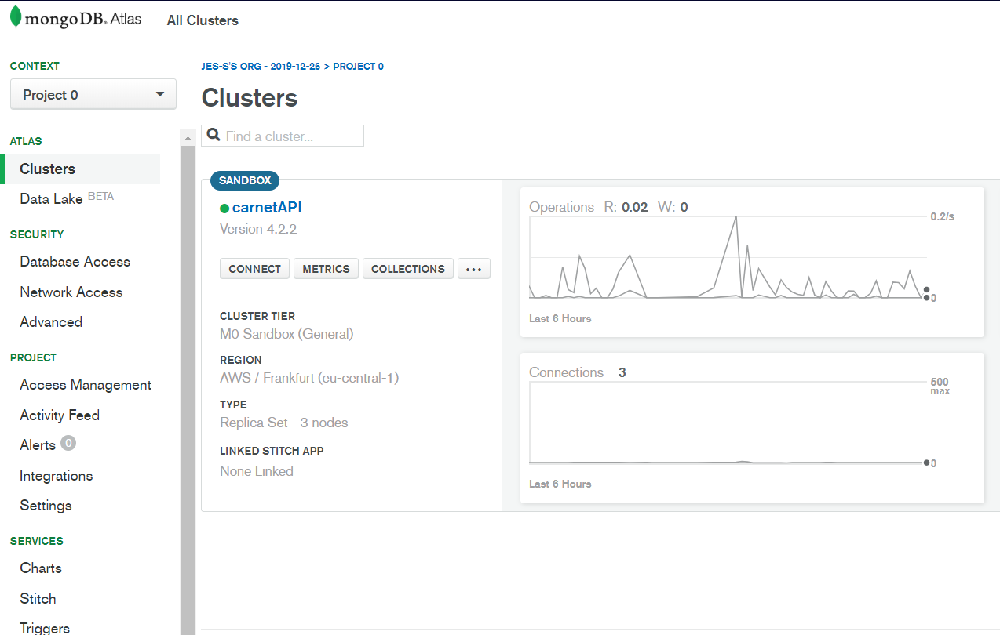 mongoDB. Atlas
All Clusters
CONTEXT
Project 0
ATLAS
Clusters
Data Lake BETA
SECURITY
Database Access
Network Access
Advanced
PROJECT
Access Management
Activity Feed
Alerts 0
Integrations
Settings
SERVICES
Charts
Stitch
Triggers
JES-S'S ORG - 2019-12-26 > PROJECT 0
Clusters
Find a cluster...
SANDBOX
carnetAPI
Version 4.2.2
CONNECT METRICS COLLECTIONS ...
CLUSTER TIER
M0 Sandbox (General)
REGION
AWS / Frankfurt (eu-central-1)
TYPE
Replica Set - 3 nodes
LINKED STITCH APP
None Linked
Operations R: 0.02 W: 0
0.2/s
0
Last 6 Hours
Connections 3
500
max
0
Last 6 Hours